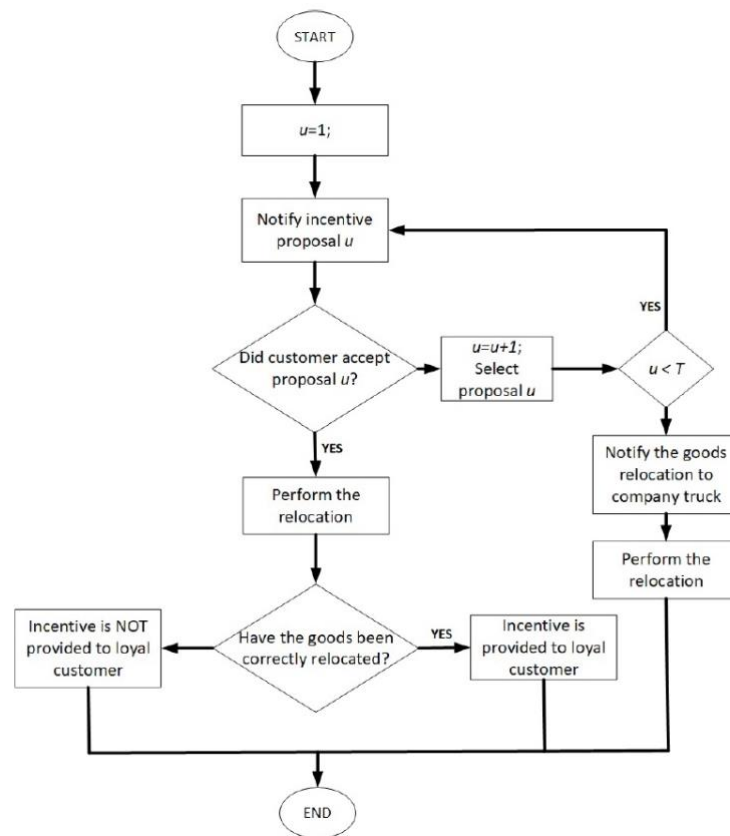 START
u=1;
Notify incentive
proposal u
YES
Did customer accept
proposal u?
u=u+1;
Select
proposal u
u < T
YES
Notify the goods
relocation to
company truck
Perform the
relocation
Perform the
relocation
Incentive is NOT
provided to loyal
customer
Have the goods been
correctly relocated?
YES
Incentive is
provided to loyal
customer
END